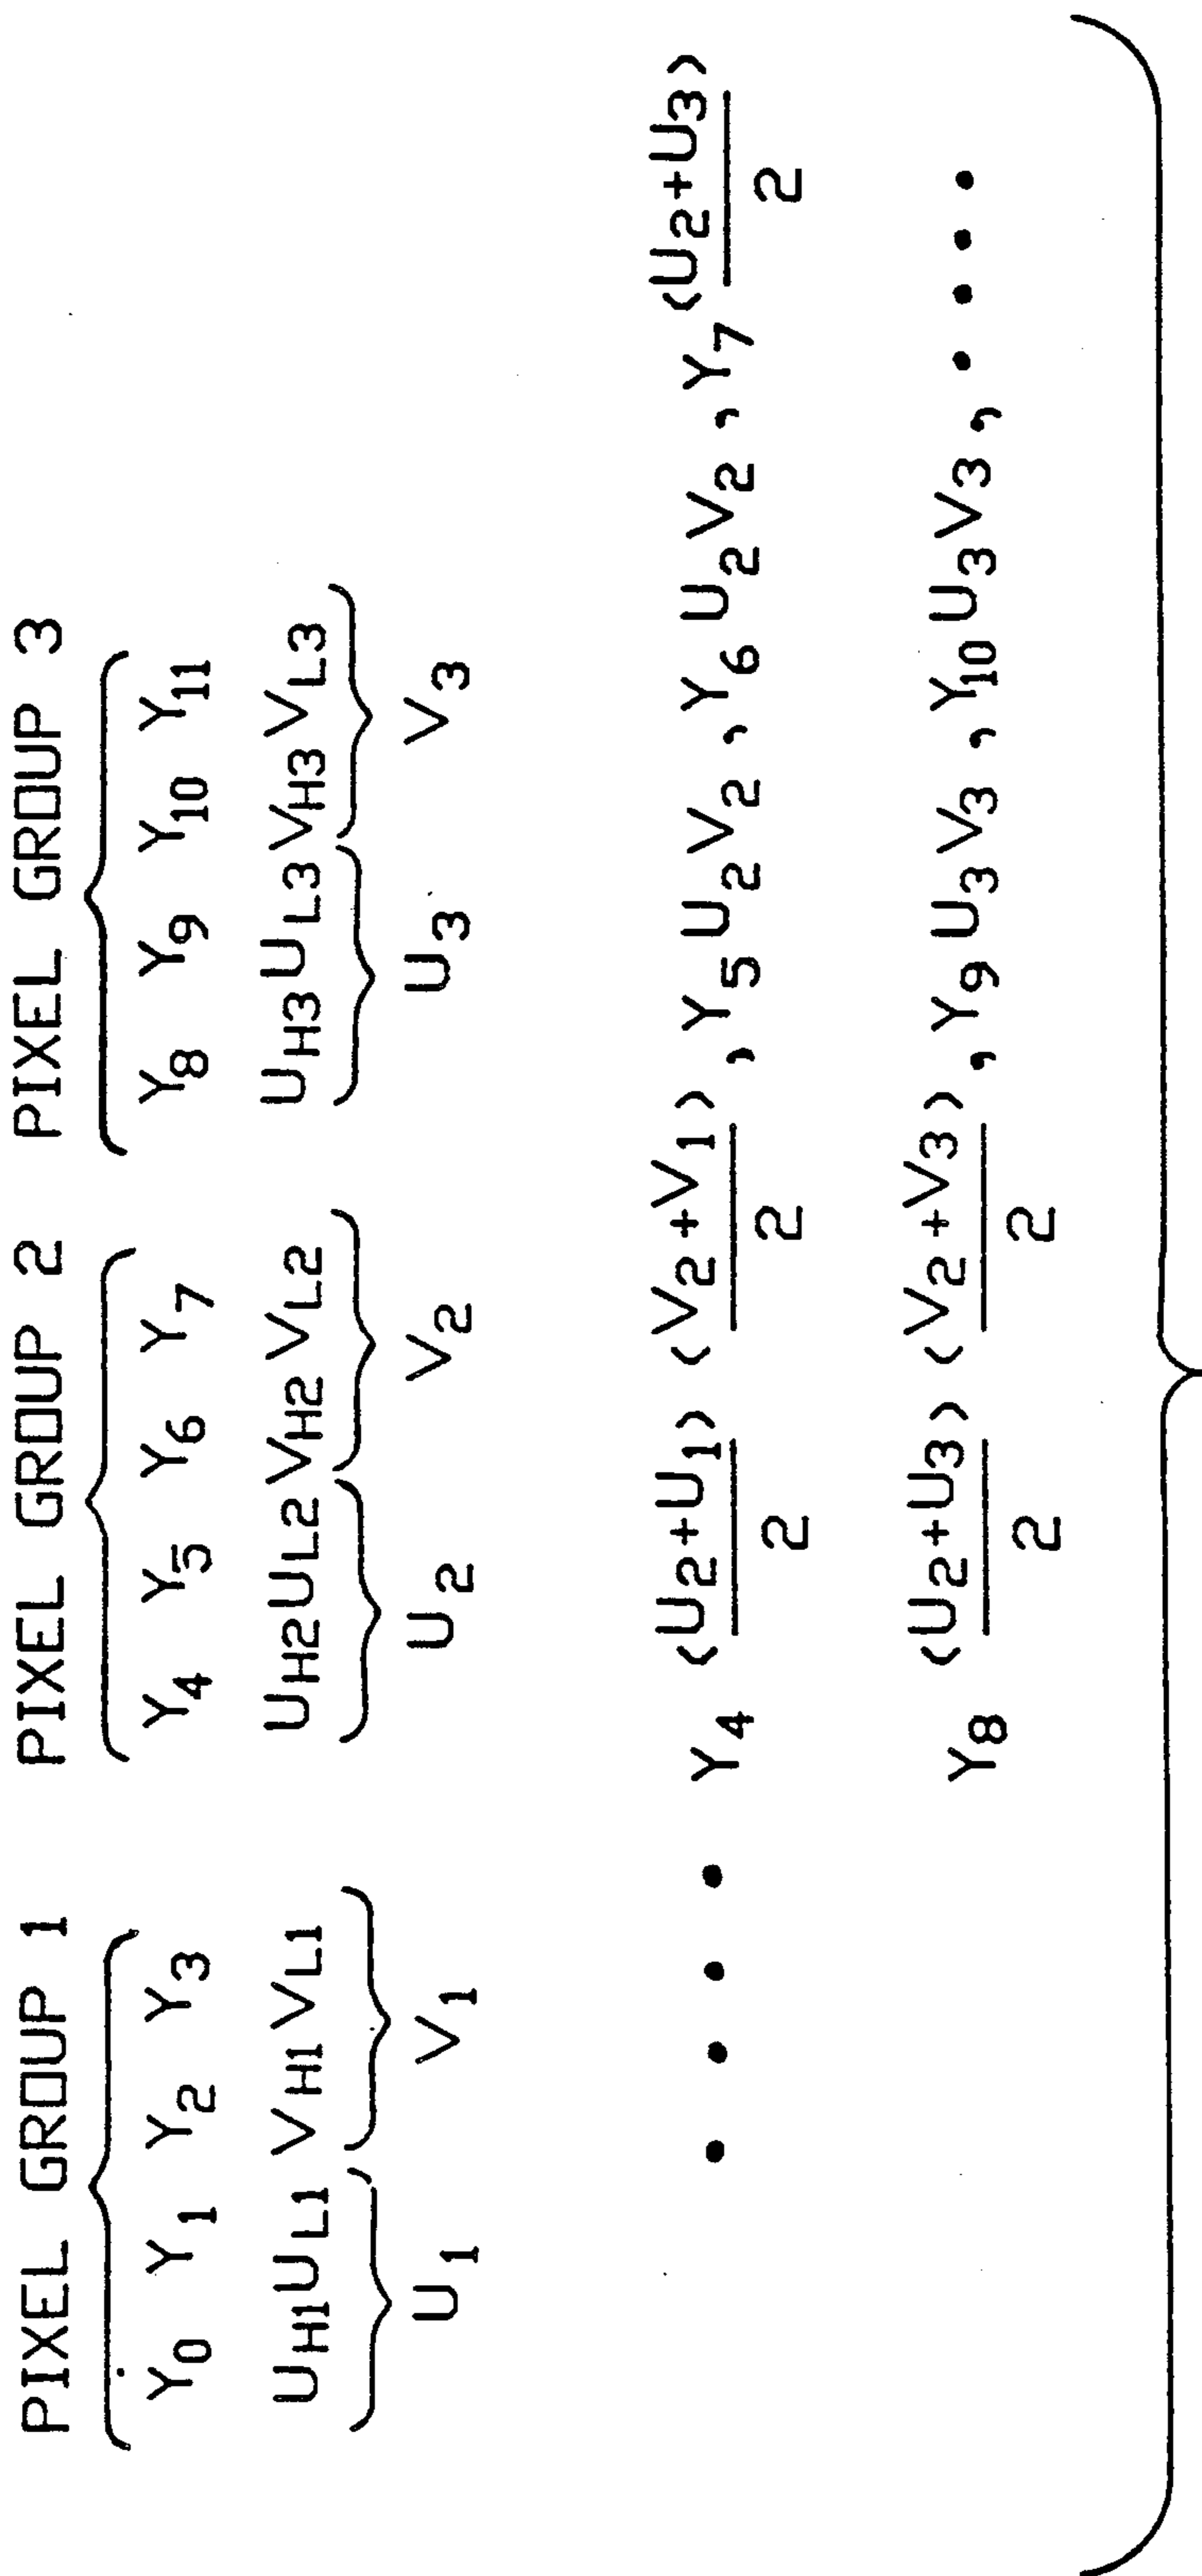 PIXEL GROUP 1 PIXEL GROUP 2 PIXEL GROUP 3
Y0 Y1 Y2 Y3 Y4 Y5 Y6 Y7 Y8 Y9 Y10 Y11
UH1 UL1 VH1 VL1 UH2 UL2 VH2 VL2 UH3 UL3 VH3 VL3
U1 V1 U2 V2 U3 V3
• • • • Y4 (U2+U1)/2 (V2+V1)/2 , Y5 U2 V2 , Y6 U2 V2 , Y7 (U2+U3)/2
Y8 (U2+U3)/2 (V2+V3)/2 , Y9 U3 V3 , Y10 U3 V3 , • • • •